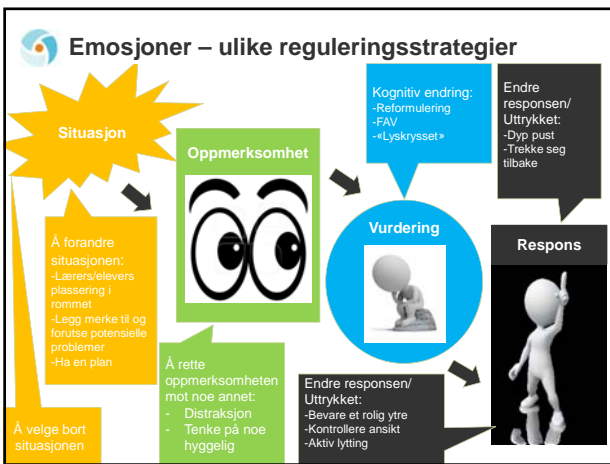 Emosjoner – ulike reguleringsstrategier
Situasjon
Å forandre
situasjonen:
-Lærers/elevers
plassering i
rommet
-Legg merke til og
forutse potensielle
problemer
-Ha en plan
Å velge bort
situasjonen
Oppmerksomhet
Å rette
oppmerksomheten
mot noe annet:
- Distraksjon
- Tenke på noe
hyggelig
Kognitiv endring:
-Reformulering
-FAV
-«Lyskrysset»
Vurdering
Endre
responsen/
Uttrykket:
-Dyp pust
-Trekke seg
tilbake
Respons
Endre responsen/
Uttrykket:
-Bevare et rolig ytre
-Kontrollere ansikt
-Aktiv lytting